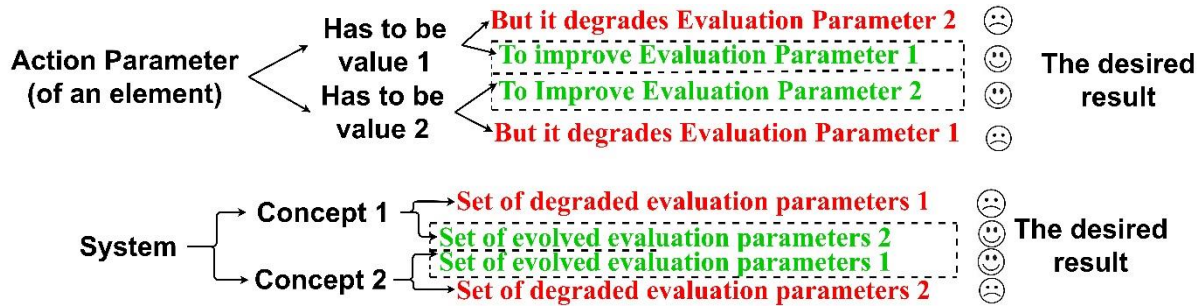 Action Parameter
(of an element)
Has to be
value 1
Has to be
value 2
But it degrades Evaluation Parameter 2
To improve Evaluation Parameter 1
To Improve Evaluation Parameter 2
But it degrades Evaluation Parameter 1
The desired
result
System
Concept 1
Concept 2
Set of degraded evaluation parameters 1
Set of evolved evaluation parameters 2
Set of evolved evaluation parameters 1
Set of degraded evaluation parameters 2
The desired
result